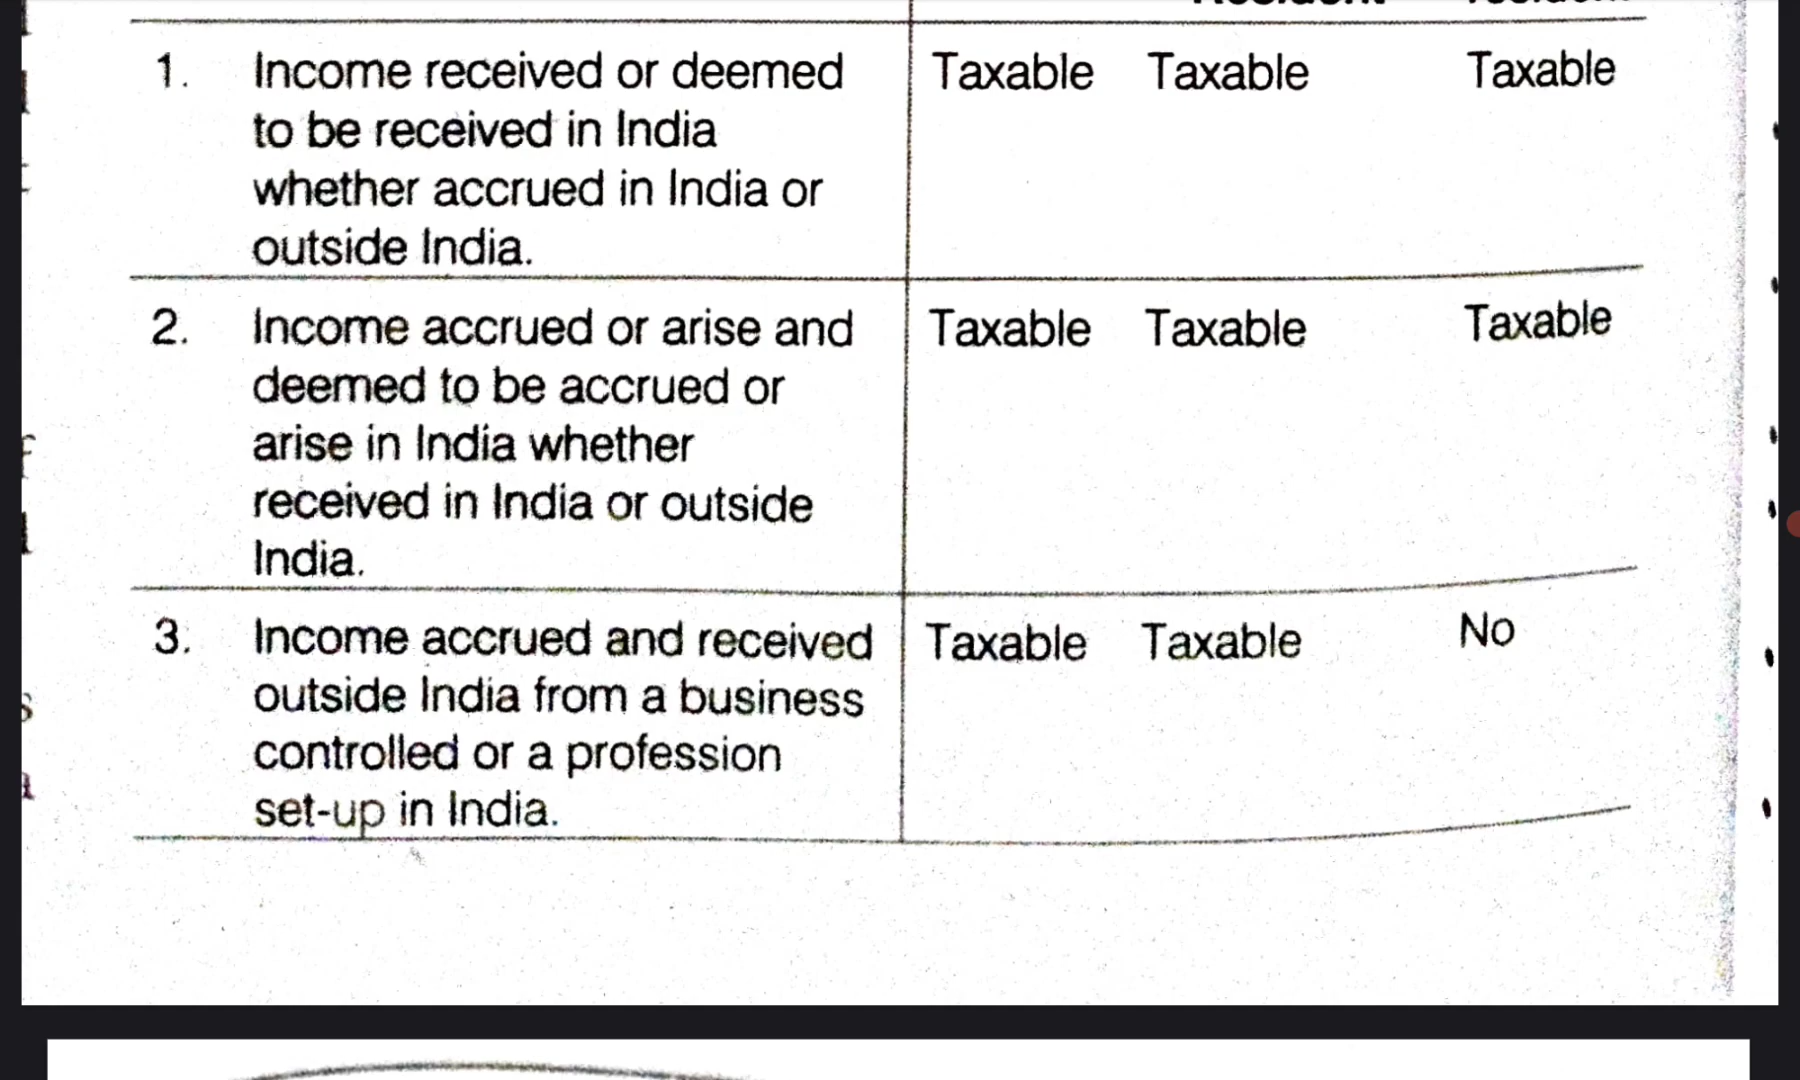 1. Income received or deemed Taxable Taxable Taxable
to be received in India
whether accrued in India or
outside India.
2. Income accrued or arise and Taxable Taxable Taxable
deemed to be accrued or
arise in India whether
received in India or outside
India.
3. Income accrued and received Taxable Taxable No
outside India from a business
controlled or a profession
set-up in India.